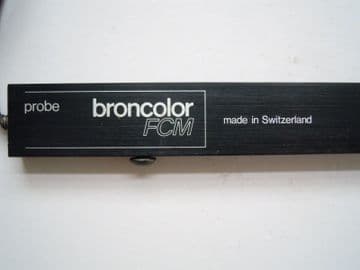 probe
broncolor
FCM
made in Switzerland